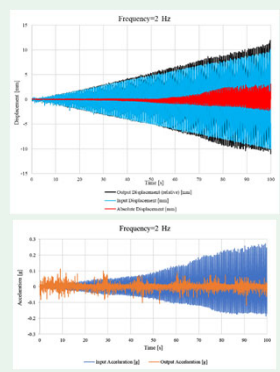 Frequency=2 Hz
15
10
5
0
-5
-10
-15
0 10 20 30 40 50 60 70 80 90 100
Displacement [mm]
Time [s]
Output Displacement (relative) [mm]
Input Displacement [mm]
Absolute Displacement [mm]
Frequency=2 Hz
0.3
0.2
0.1
0
-0.1
-0.2
-0.3
0 10 20 30 40 50 60 70 80 90 100
Acceleration [g]
Time [s]
Input Acceleration [g] Output Acceleration [g]